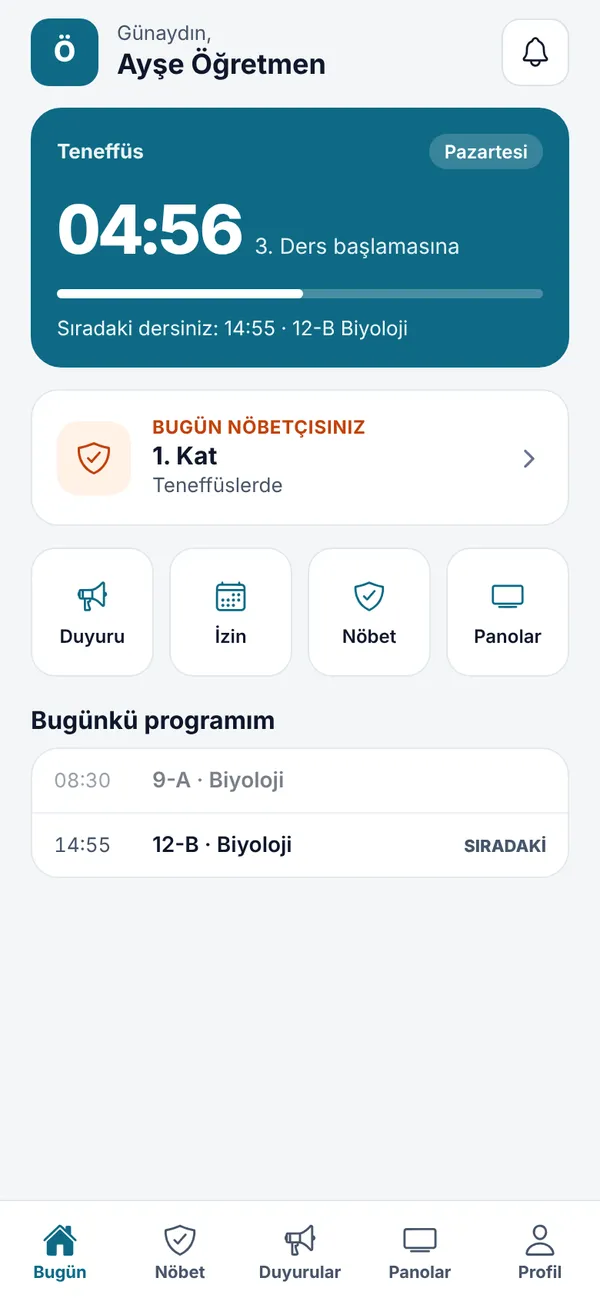 Ö
Günaydın,
Ayşe Öğretmen
Teneffüs
Pazartesi
04:56 3. Ders başlamasına
Sıradaki dersiniz: 14:55 · 12-B Biyoloji
BUGÜN NÖBETÇISINIZ
1. Kat
Teneffüslerde
Duyuru
İzin
Nöbet
Panolar
Bugünkü programım
08:30 9-A · Biyoloji
14:55 12-B · Biyoloji SIRADAKİ
Bugün
Nöbet
Duyurular
Panolar
Profil